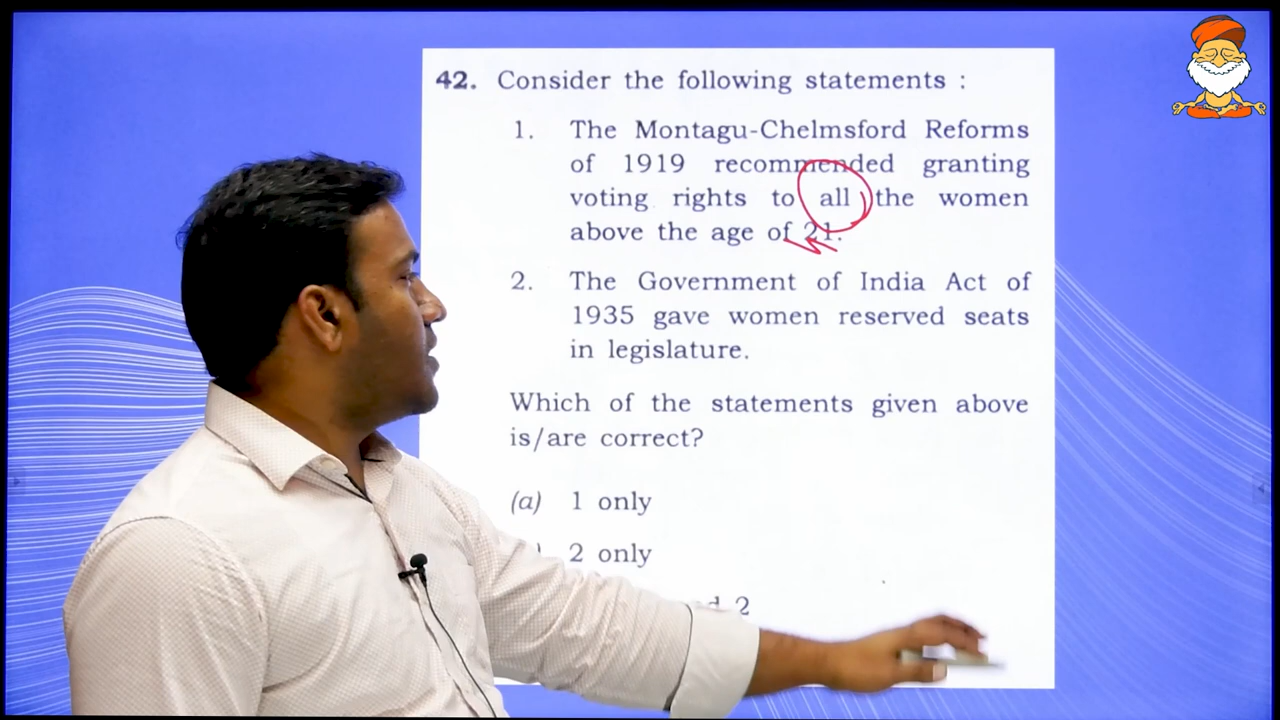 42. Consider the following statements :
1. The Montagu-Chelmsford Reforms
of 1919 recommended granting
voting rights to all the women
above the age of 21.
2. The Government of India Act of
1935 gave women reserved seats
in legislature.
Which of the statements given above
is/are correct?
(a) 1 only
2 only
2